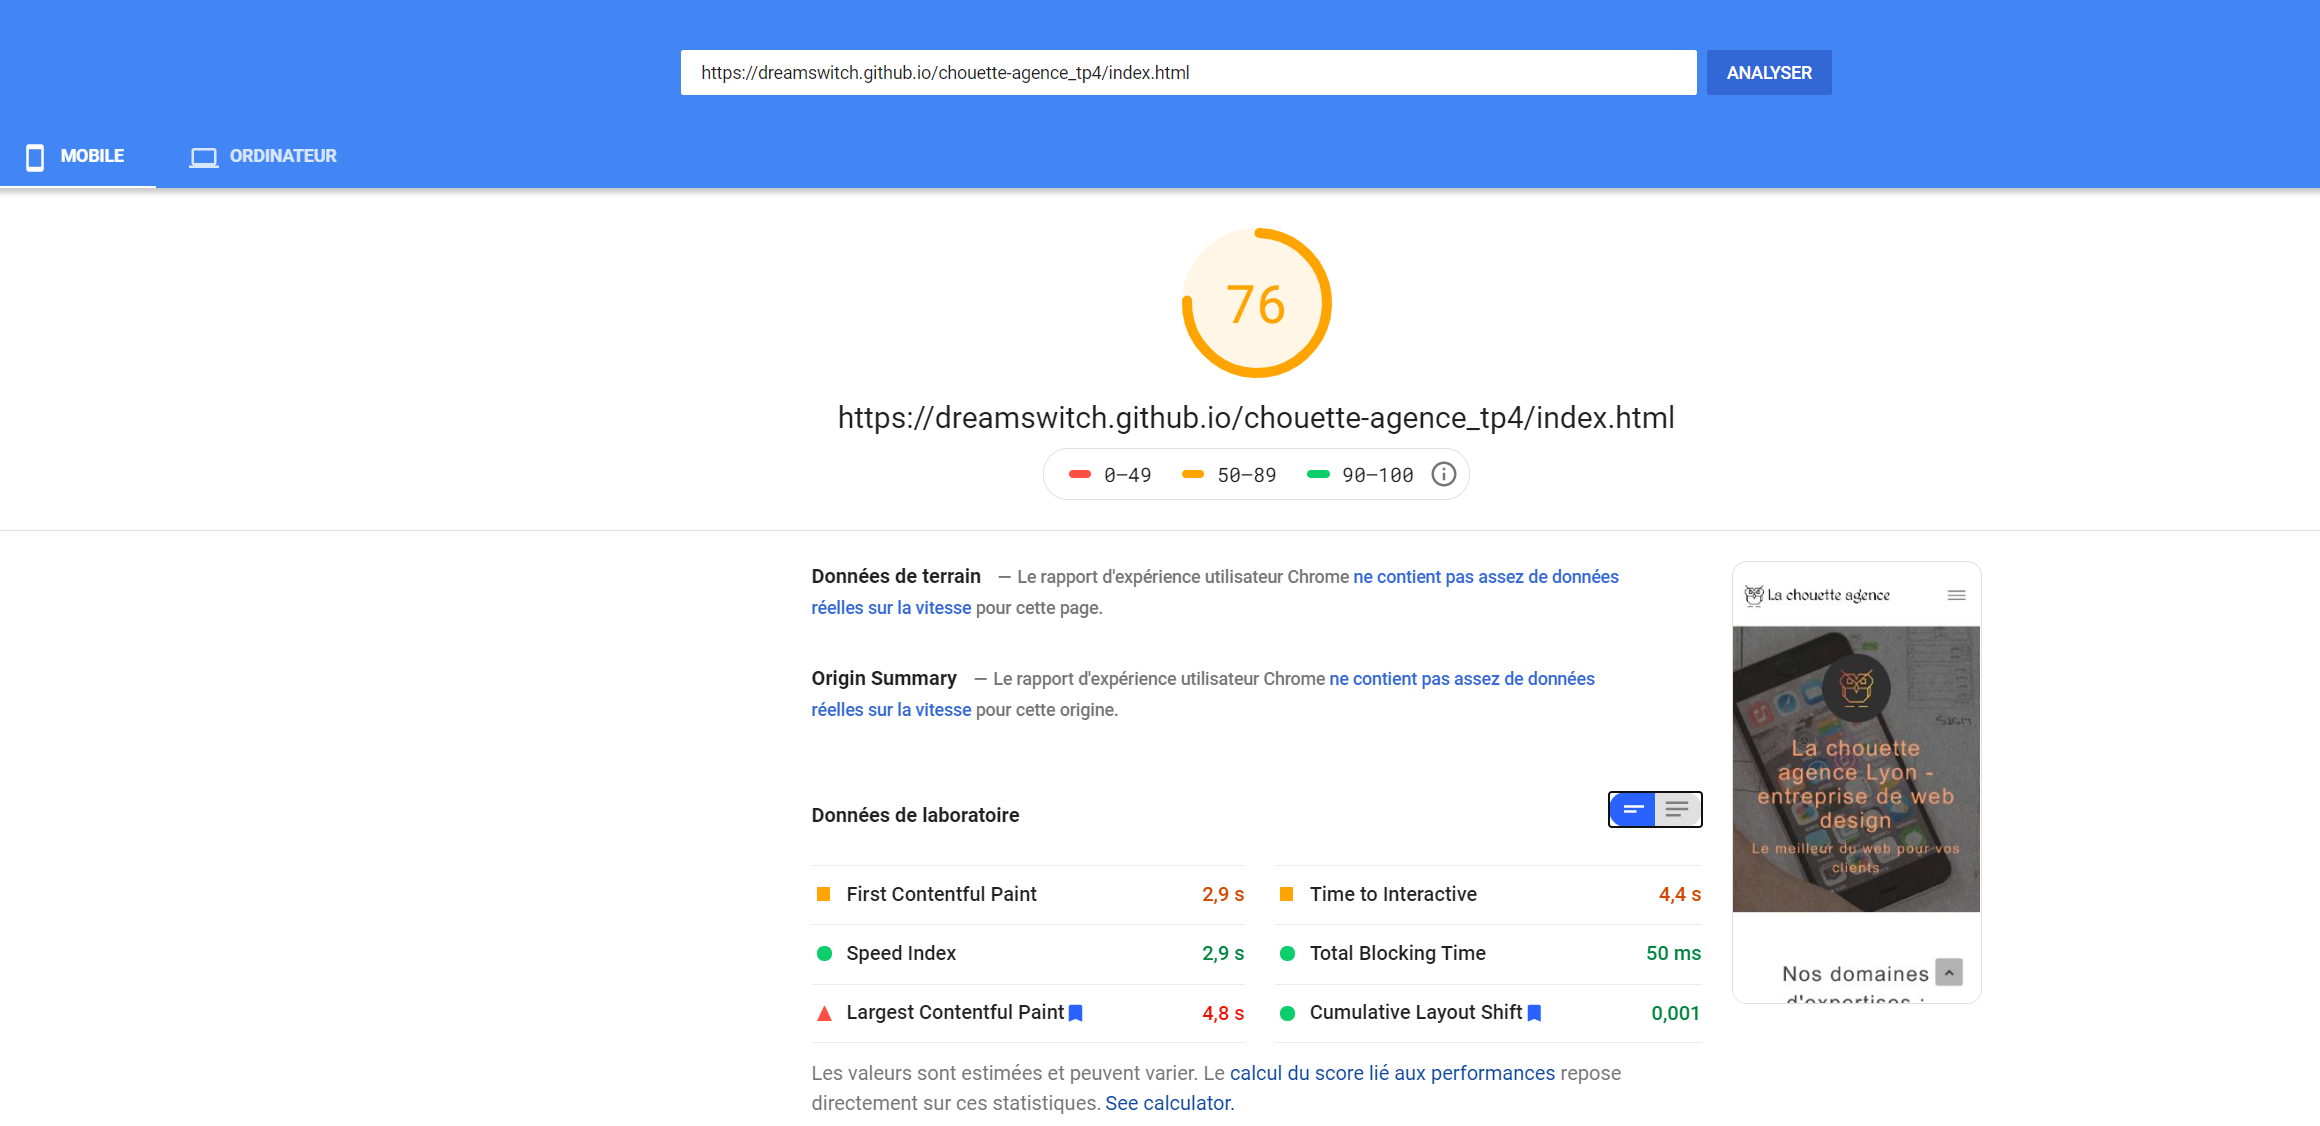 https://dreamswitch.github.io/chouette-agence_tp4/index.html
ANALYSER
MOBILE
ORDINATEUR
76
https://dreamswitch.github.io/chouette-agence_tp4/index.html
0–49
50–89
90–100
Données de terrain — Le rapport d'expérience utilisateur Chrome ne contient pas assez de données
réelles sur la vitesse pour cette page.
Origin Summary — Le rapport d'expérience utilisateur Chrome ne contient pas assez de données
réelles sur la vitesse pour cette origine.
Données de laboratoire
First Contentful Paint 2,9 s
Time to Interactive 4,4 s
Speed Index 2,9 s
Total Blocking Time 50 ms
Largest Contentful Paint 4,8 s
Cumulative Layout Shift 0,001
Les valeurs sont estimées et peuvent varier. Le calcul du score lié aux performances repose
directement sur ces statistiques. See calculator.
La chouette agence
La chouette
agence Lyon -
entreprise de web
design
Le meilleur du web pour vos
clients
Nos domaines
d'expertises :